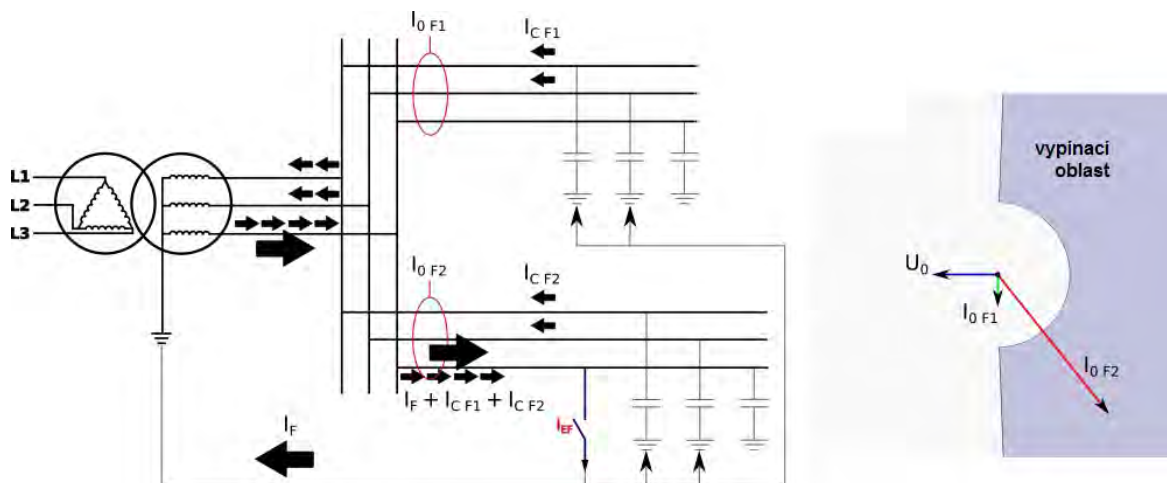 I0 F1
IC F1
L1
L2
L3
I0 F2
IC F2
IF + IC F1 + IC F2
IF
IEF
vypinaci
oblast
U0
I0 F1
I0 F2